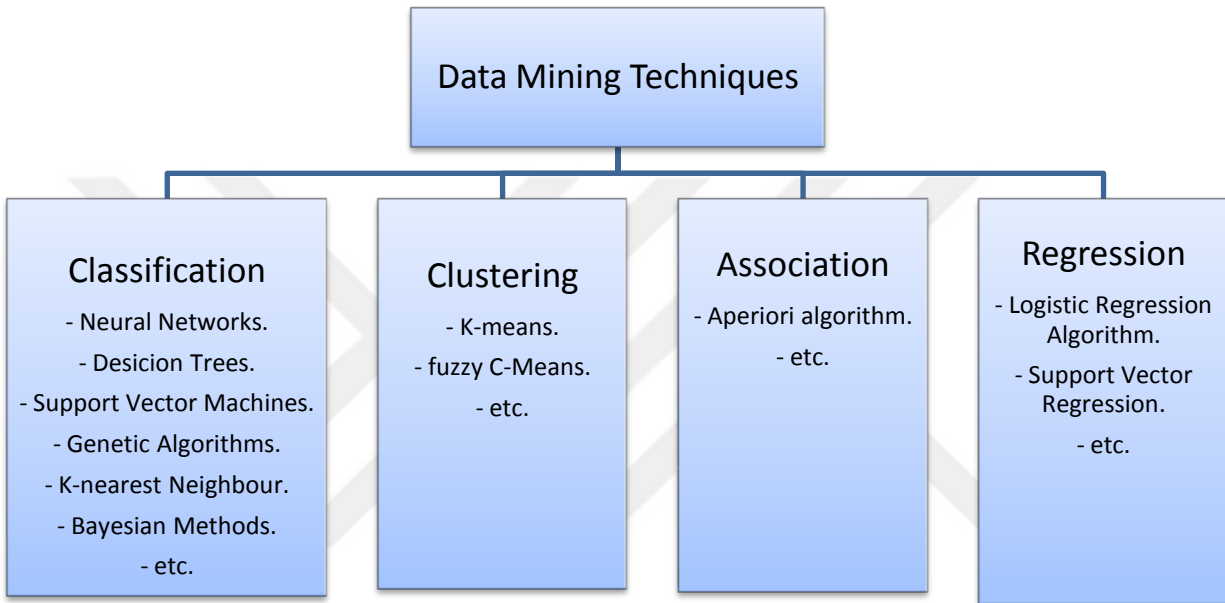 Data Mining Techniques
Classification
- Neural Networks.
- Desicion Trees.
- Support Vector Machines.
- Genetic Algorithms.
- K-nearest Neighbour.
- Bayesian Methods.
- etc.
Clustering
- K-means.
- fuzzy C-Means.
- etc.
Association
- Aperiori algorithm.
- etc.
Regression
- Logistic Regression
Algorithm.
- Support Vector
Regression.
- etc.